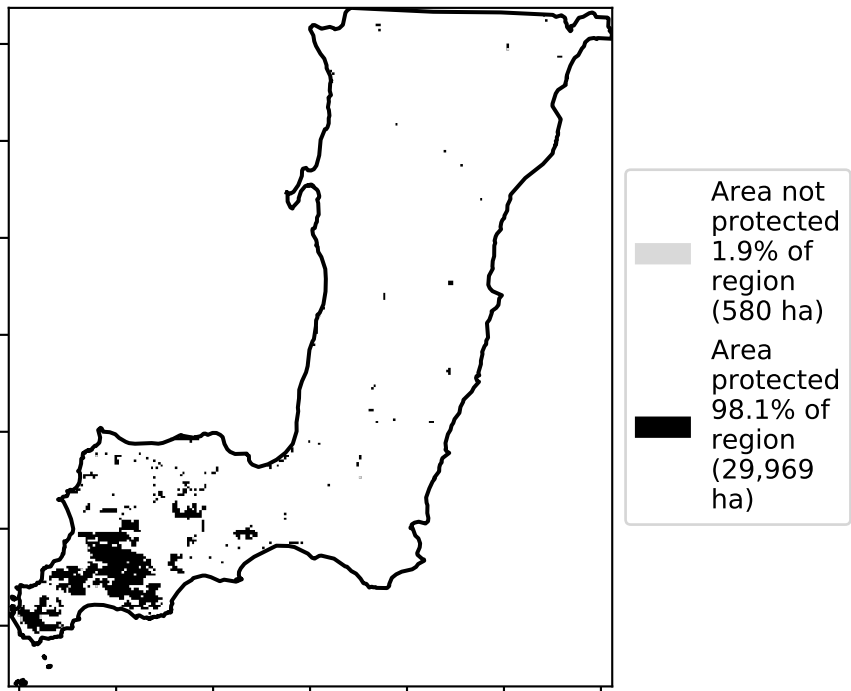 Area not
protected
1.9% of
region
(580 ha)
Area
protected
98.1% of
region
(29,969
ha)